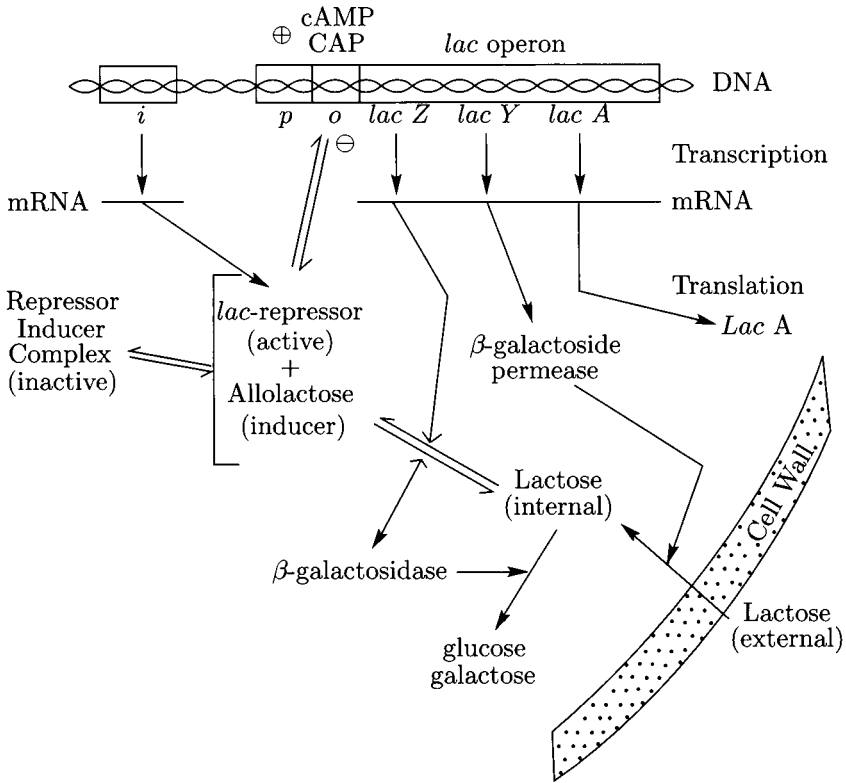 cAMP
⊕ CAP
lac operon
DNA
i
p
o
lac Z
lac Y
lac A
⊖
Transcription
mRNA
mRNA
Translation
Lac A
Repressor
Inducer
Complex
(inactive)
lac-repressor
(active)
+
Allolactose
(inducer)
β-galactoside
permease
Lactose
(internal)
Cell Wall
β-galactosidase
Lactose
(external)
glucose
galactose